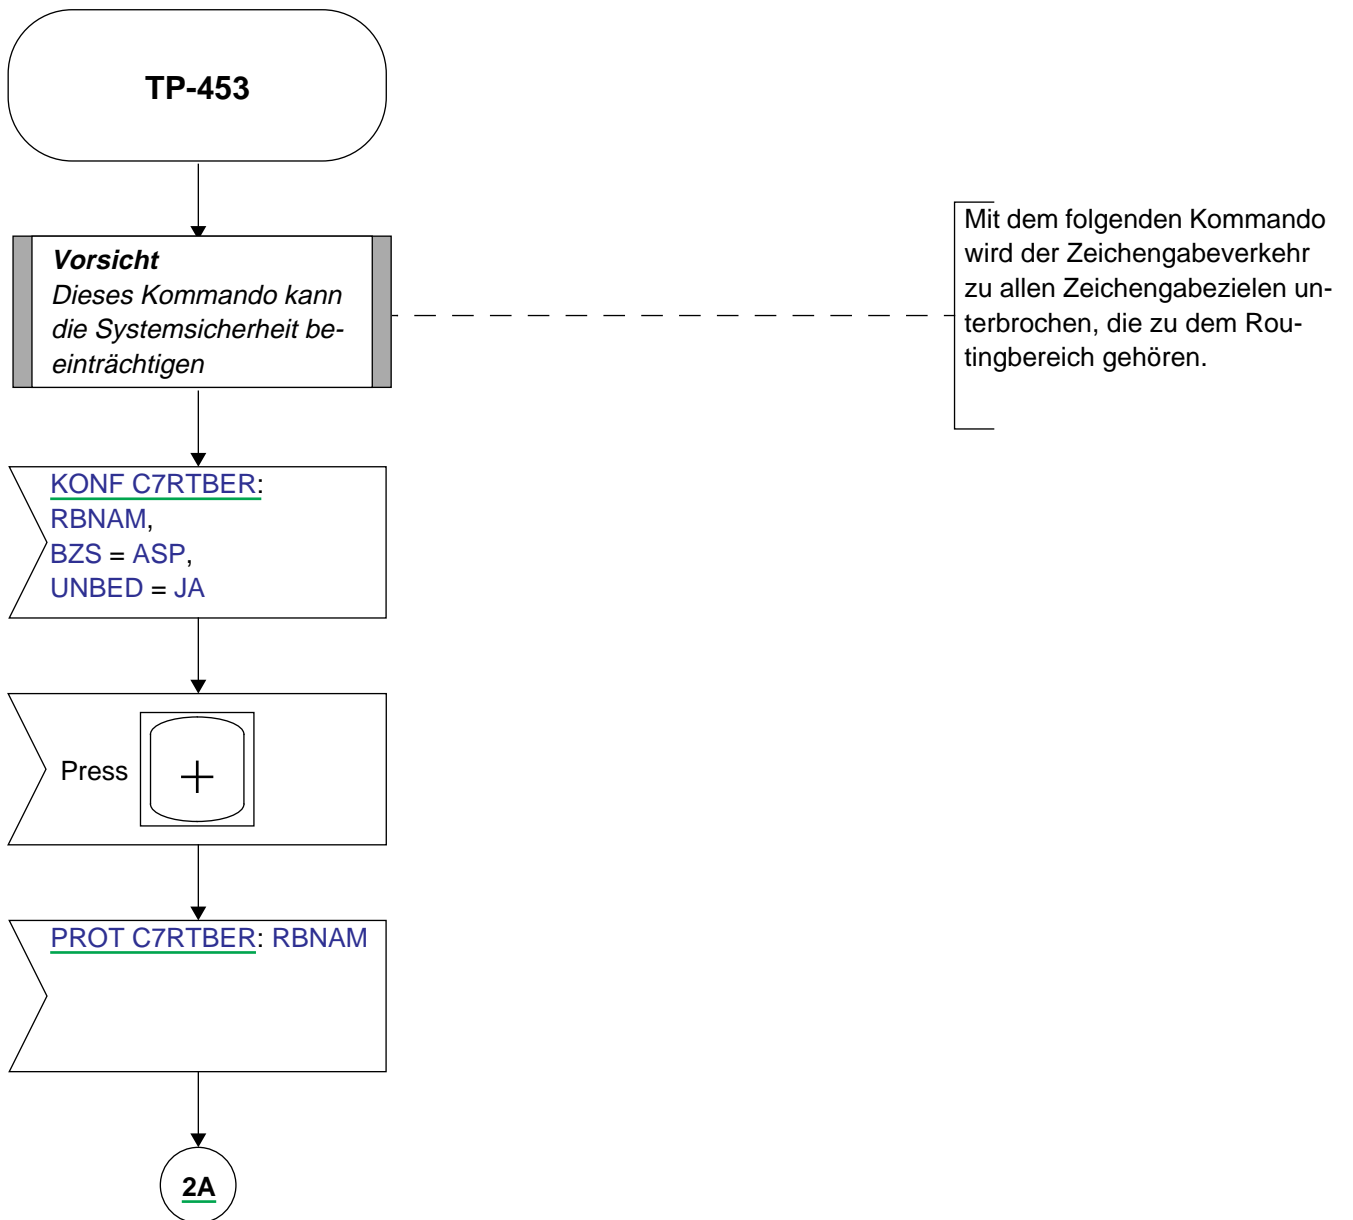 TP-453
Vorsicht
Dieses Kommando kann
die Systemsicherheit be-
einträchtigen
Mit dem folgenden Kommando
wird der Zeichengabeverkehr
zu allen Zeichengabezielen un-
terbrochen, die zu dem Rou-
tingbereich gehören.
KONF C7RTBER:
RBNAM,
BZS = ASP,
UNBED = JA
Press +
PROT C7RTBER: RBNAM
2A